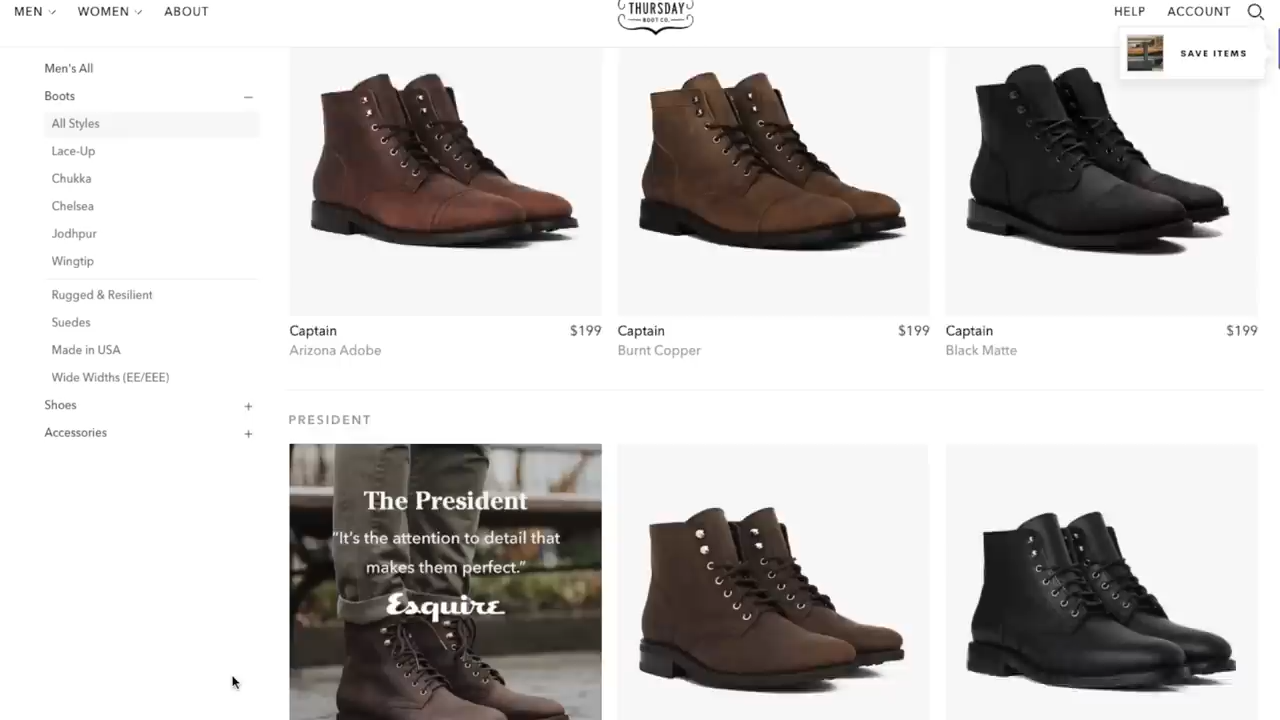 MEN
WOMEN
ABOUT
THURSDAY
BOOT CO.
HELP
ACCOUNT
SAVE ITEMS
Men's All
Boots
All Styles
Lace-Up
Chukka
Chelsea
Jodhpur
Wingtip
Rugged & Resilient
Suedes
Made in USA
Wide Widths (EE/EEE)
Shoes
Accessories
Captain $199
Arizona Adobe
Captain $199
Burnt Copper
Captain $199
Black Matte
PRESIDENT
The President
"It's the attention to detail that
makes them perfect."
Esquire